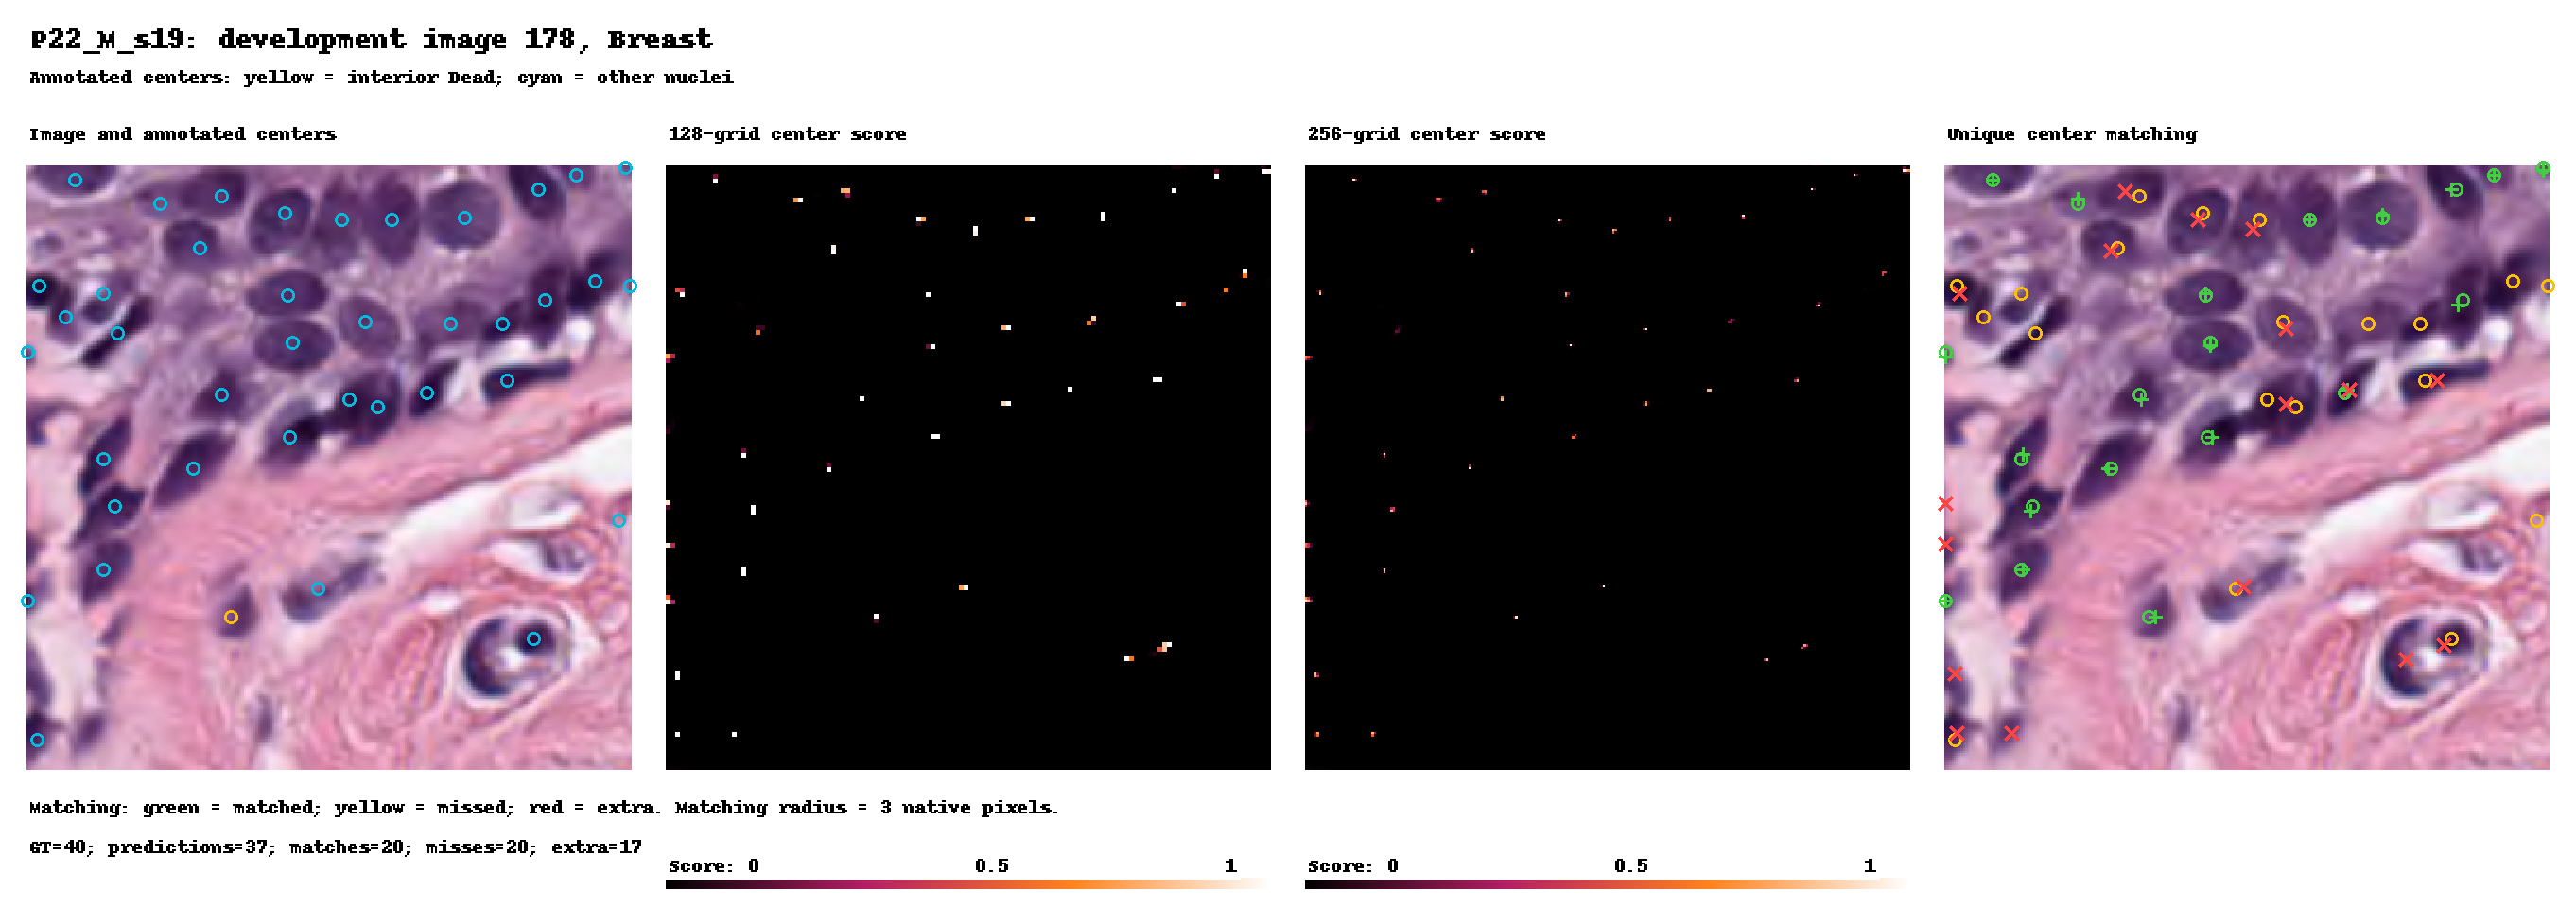 P22_M_s19: development image 178, Breast
Annotated centers: yellow = interior Dead; cyan = other nuclei
Image and annotated centers
128-grid center score
256-grid center score
Unique center matching
Matching: green = matched; yellow = missed; red = extra. Matching radius = 3 native pixels.
GT=40; predictions=37; matches=20; misses=20; extra=17
Score: 0 0.5 1
Score: 0 0.5 1